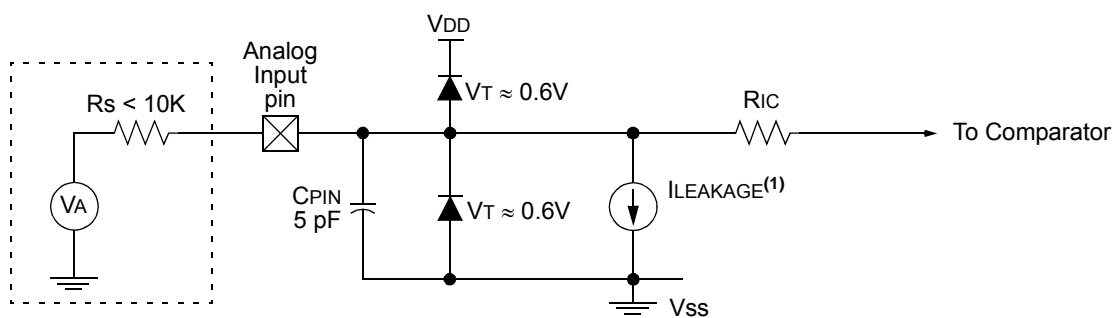 VDD
Analog
Input
pin
Rs < 10K
VT ≈ 0.6V
RIC
To Comparator
VA
CPIN
5 pF
VT ≈ 0.6V
ILEAKAGE(1)
Vss